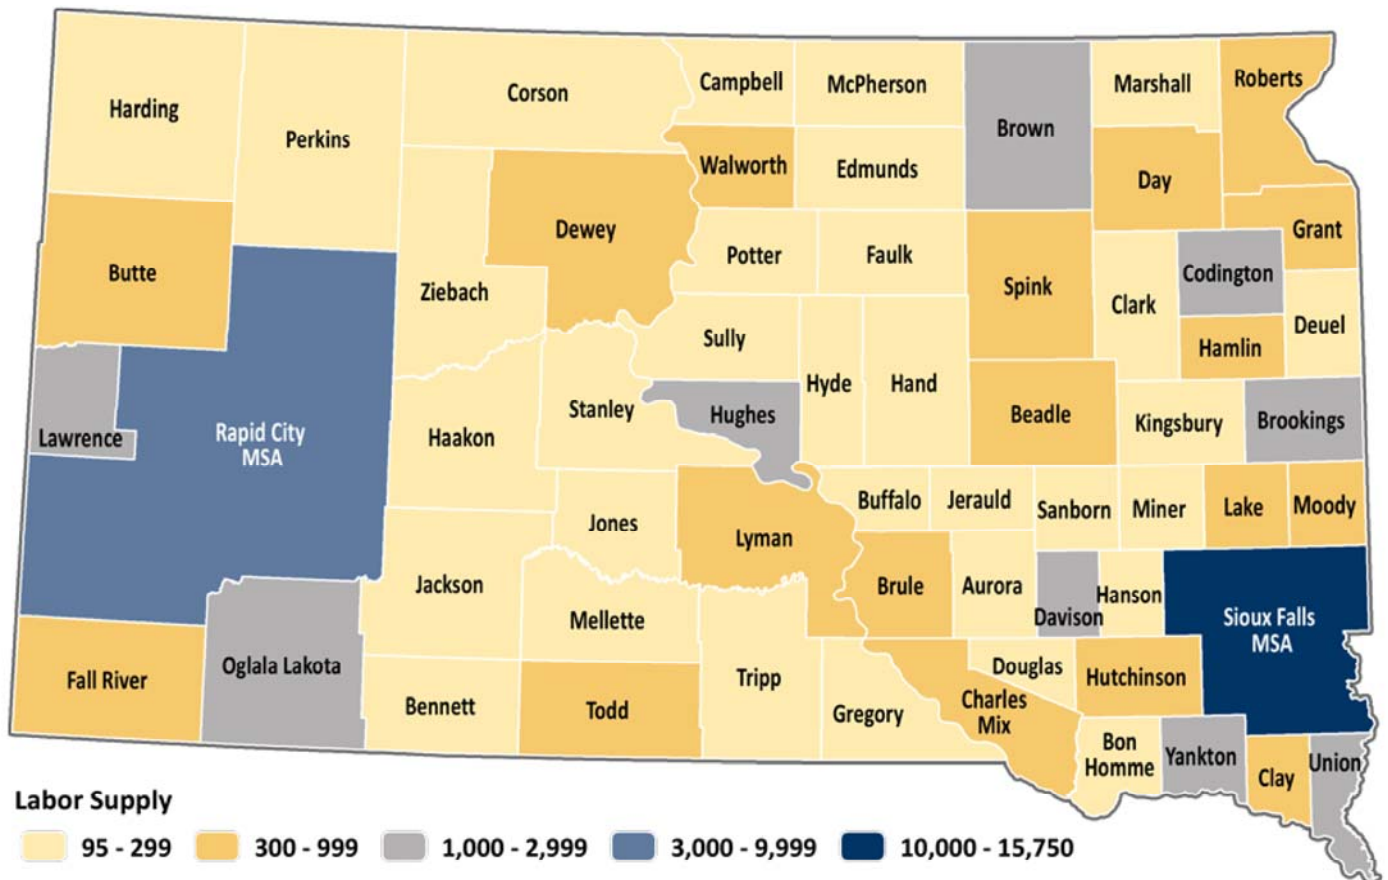 Harding
Perkins
Corson
Campbell
McPherson
Brown
Marshall
Roberts
Walworth
Edmunds
Day
Dewey
Grant
Butte
Ziebach
Potter
Faulk
Spink
Clark
Codington
Deuel
Hamlin
Sully
Hyde
Hand
Lawrence
Rapid City
MSA
Haakon
Stanley
Hughes
Beadle
Kingsbury
Brookings
Jones
Lyman
Buffalo
Jerauld
Sanborn
Miner
Lake
Moody
Jackson
Mellette
Brule
Aurora
Davison
Hanson
Sioux Falls
MSA
Fall River
Oglala Lakota
Bennett
Todd
Tripp
Gregory
Charles
Mix
Douglas
Hutchinson
Bon
Homme
Yankton
Clay
Union
Labor Supply
95 - 299
300 - 999
1,000 - 2,999
3,000 - 9,999
10,000 - 15,750